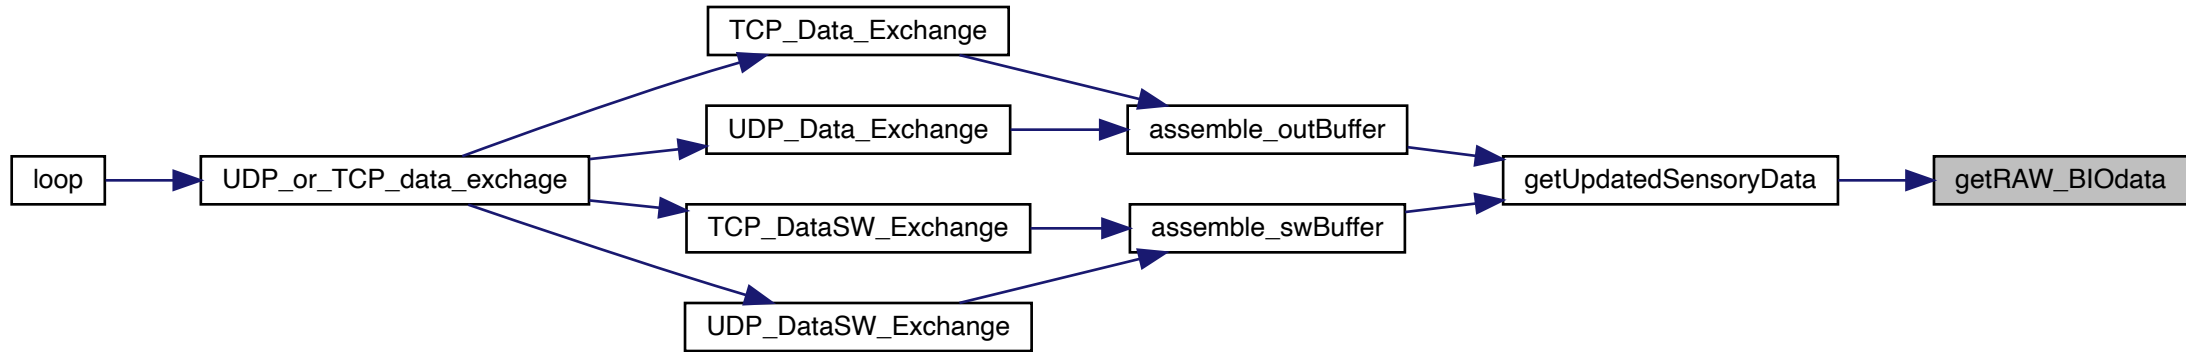 TCP_Data_Exchange
UDP_Data_Exchange
assemble_outBuffer
loop
UDP_or_TCP_data_exchage
getUpdatedSensoryData
getRAW_BIOdata
TCP_DataSW_Exchange
assemble_swBuffer
UDP_DataSW_Exchange